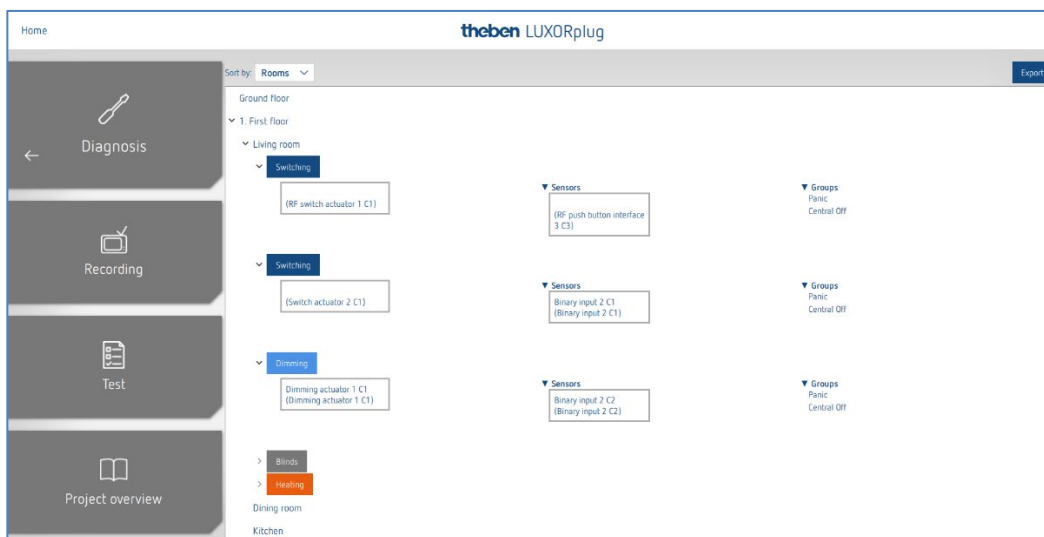 Home
theben LUXORplug
Diagnosis
Recording
Test
Project overview
Sort by: Rooms
Export
Ground floor
1. First floor
Living room
Switching
(RF switch actuator 1 C1)
▼ Sensors
(RF push button interface
3 C3)
▼ Groups
Panic
Central Off
Switching
(Switch actuator 2 C1)
▼ Sensors
Binary input 2 C1
(Binary input 2 C1)
▼ Groups
Panic
Central Off
Dimming
Dimming actuator 1 C1
(Dimming actuator 1 C1)
▼ Sensors
Binary input 2 C2
(Binary input 2 C2)
▼ Groups
Panic
Central Off
Blinds
Heating
Dining room
Kitchen